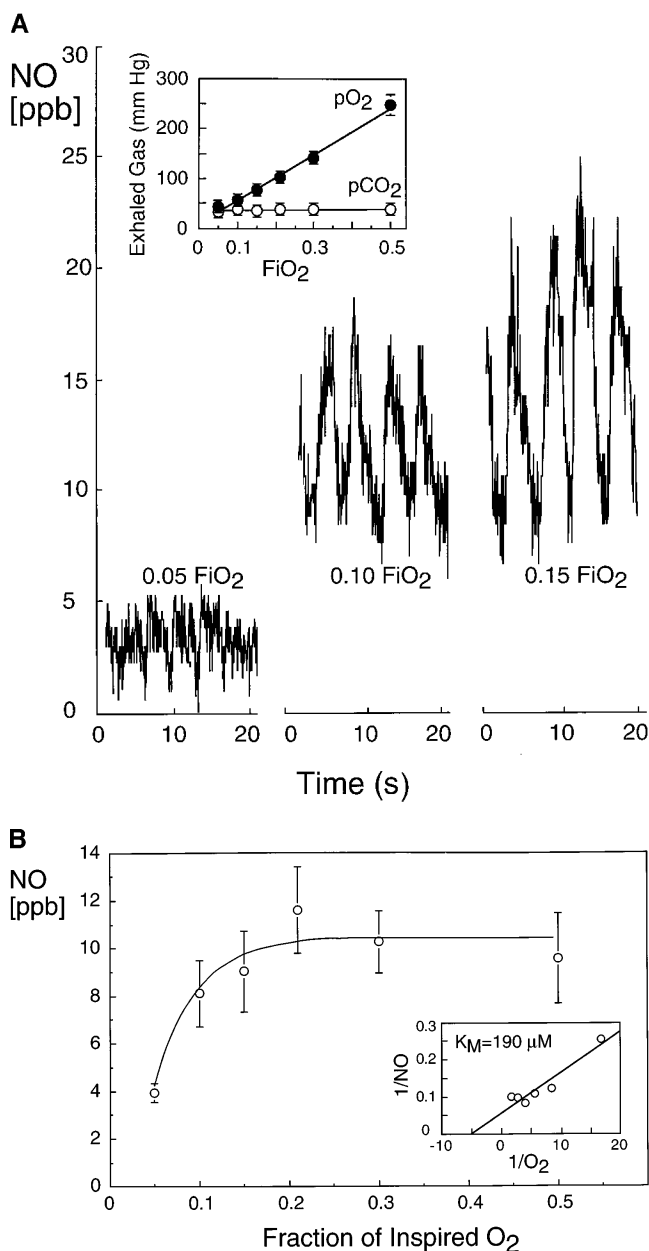 A
NO
[ppb]
30
25
20
15
10
5
0
Exhaled Gas (mm Hg)
300
200
100
0
pO₂
pCO₂
0 0.1 0.3 0.5
FiO₂
0.05 FiO₂ 0.10 FiO₂ 0.15 FiO₂
0 10 20 0 10 20 0 10 20
Time (s)
B
NO
[ppb]
14
12
10
8
6
4
2
0
K_M=190 μM
1/NO
0.3
0.2
0.1
0
-10 0 10 20
1/O₂
0 0.1 0.2 0.3 0.4 0.5
Fraction of Inspired O₂